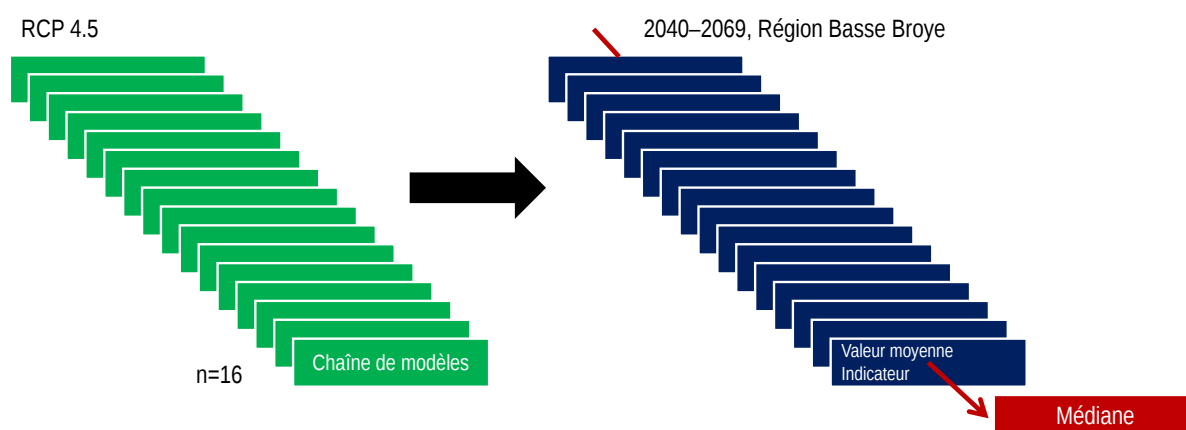 RCP 4.5
2040–2069, Région Basse Broye
Chaîne de modèles
n=16
Valeur moyenne
Indicateur
Médiane